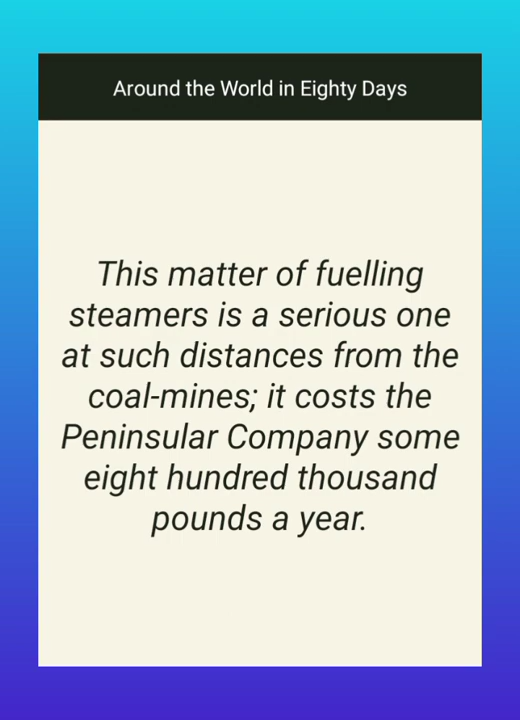 Around the World in Eighty Days
This matter of fuelling
steamers is a serious one
at such distances from the
coal-mines; it costs the
Peninsular Company some
eight hundred thousand
pounds a year.